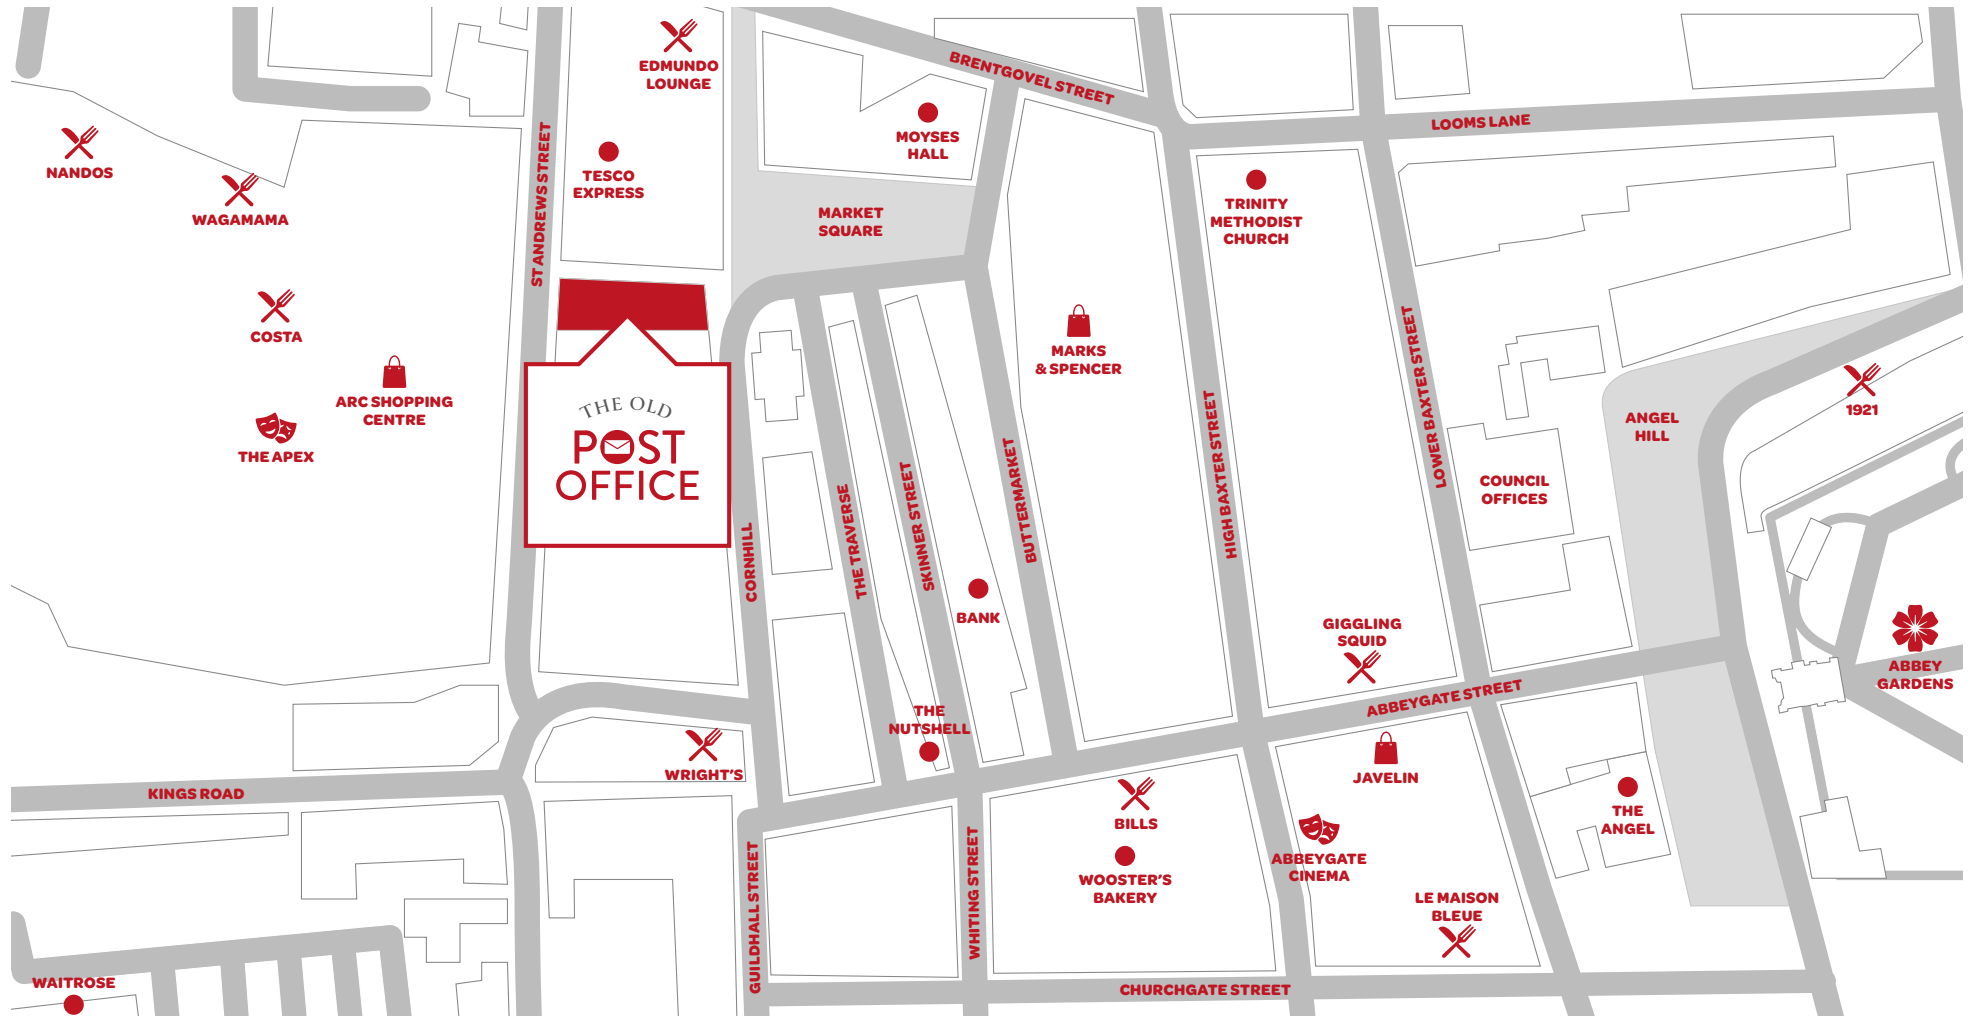 EDMUNDO
LOUNGE
BRENTGOVEL STREET
MOYSES
HALL
LOOMS LANE
NANDOS
WAGAMAMA
ST ANDREWS STREET
TESCO
EXPRESS
MARKET
SQUARE
TRINITY
METHODIST
CHURCH
COSTA
ARC SHOPPING
CENTRE
THE APEX
THE OLD
POST
OFFICE
MARKS
& SPENCER
LOWER BAXTER STREET
HIGH BAXTER STREET
1921
ANGEL
HILL
COUNCIL
OFFICES
CORNHILL
THE TRAVERSE
SKINNER STREET
BUTTERMARKET
BANK
GIGGLING
SQUID
ABBEY
GARDENS
ABBEYGATE STREET
THE
NUTSHELL
WRIGHT'S
KINGS ROAD
BILLS
WOOSTER'S
BAKERY
JAVELIN
ABBEYGATE
CINEMA
THE
ANGEL
LE MAISON
BLEUE
GUILDHALL STREET
WHITING STREET
WAITROSE
CHURCHGATE STREET